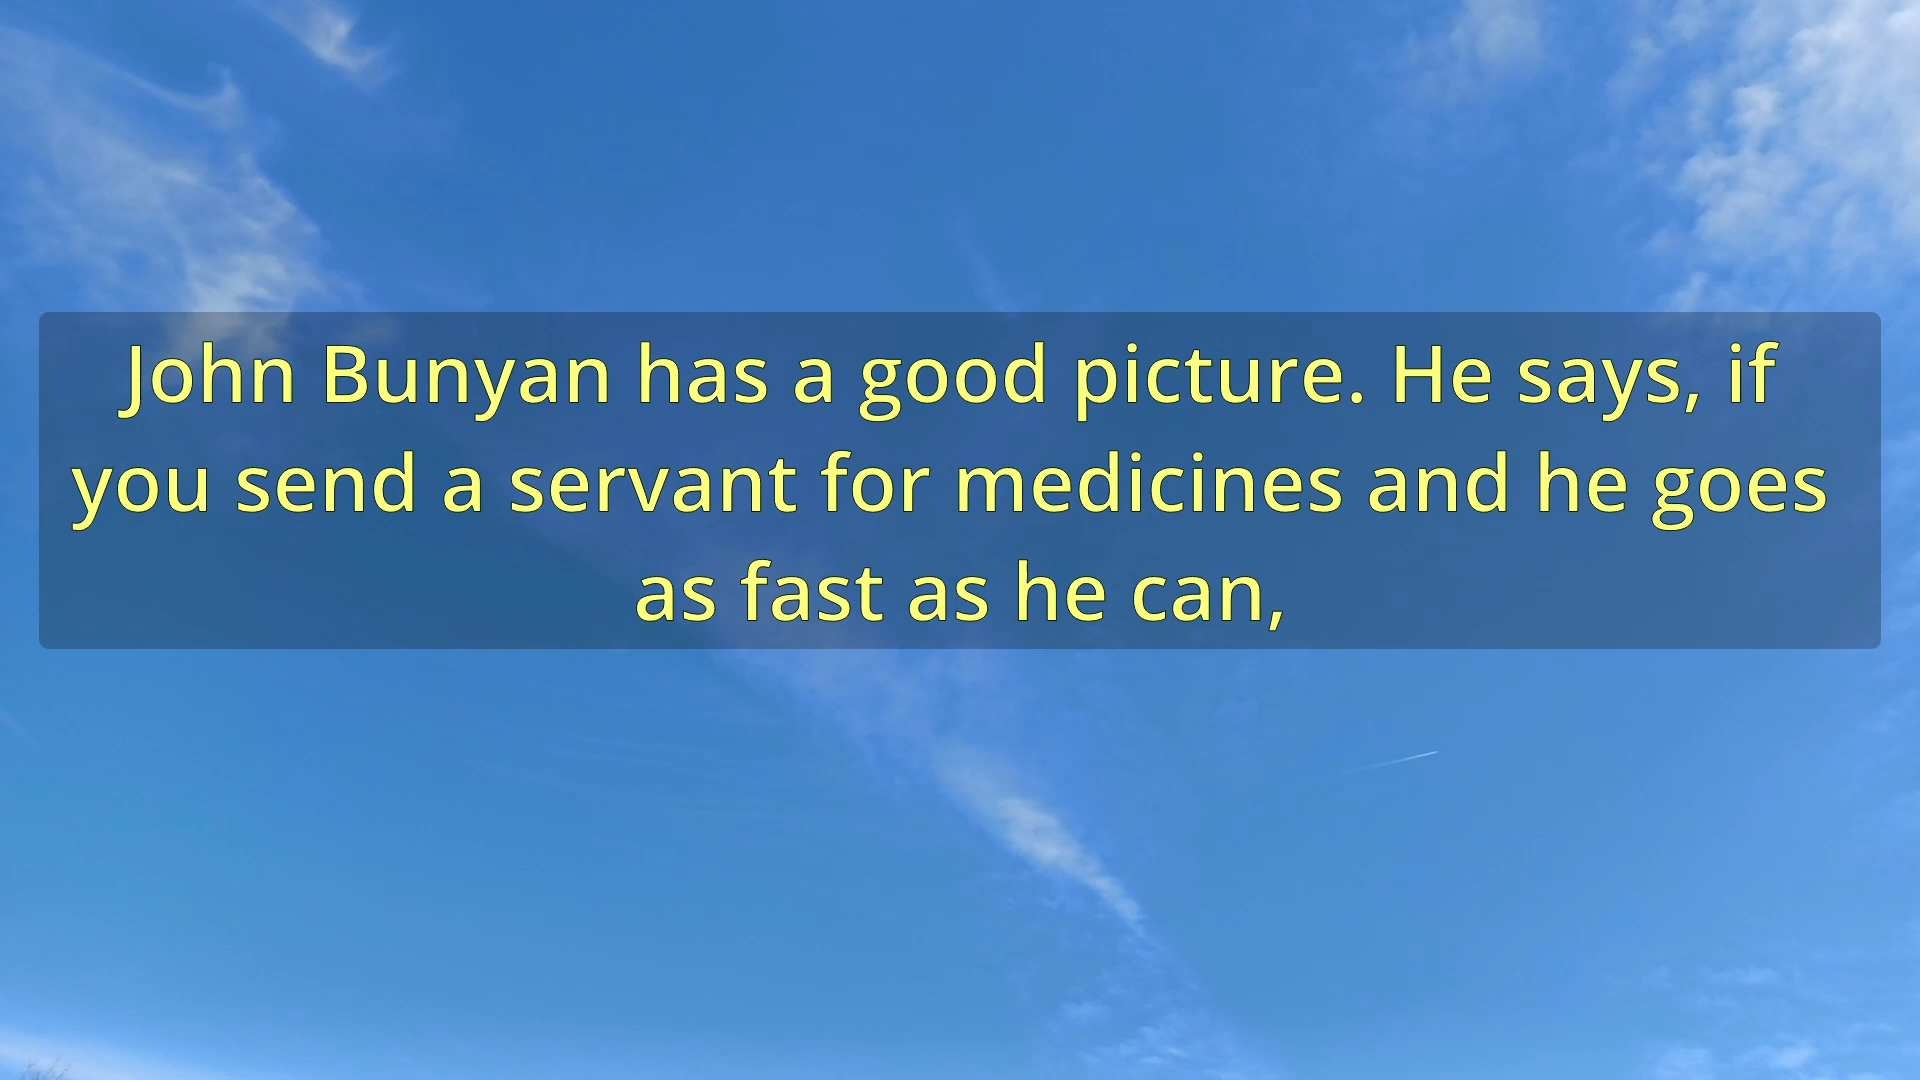 John Bunyan has a good picture. He says, if
you send a servant for medicines and he goes
as fast as he can,